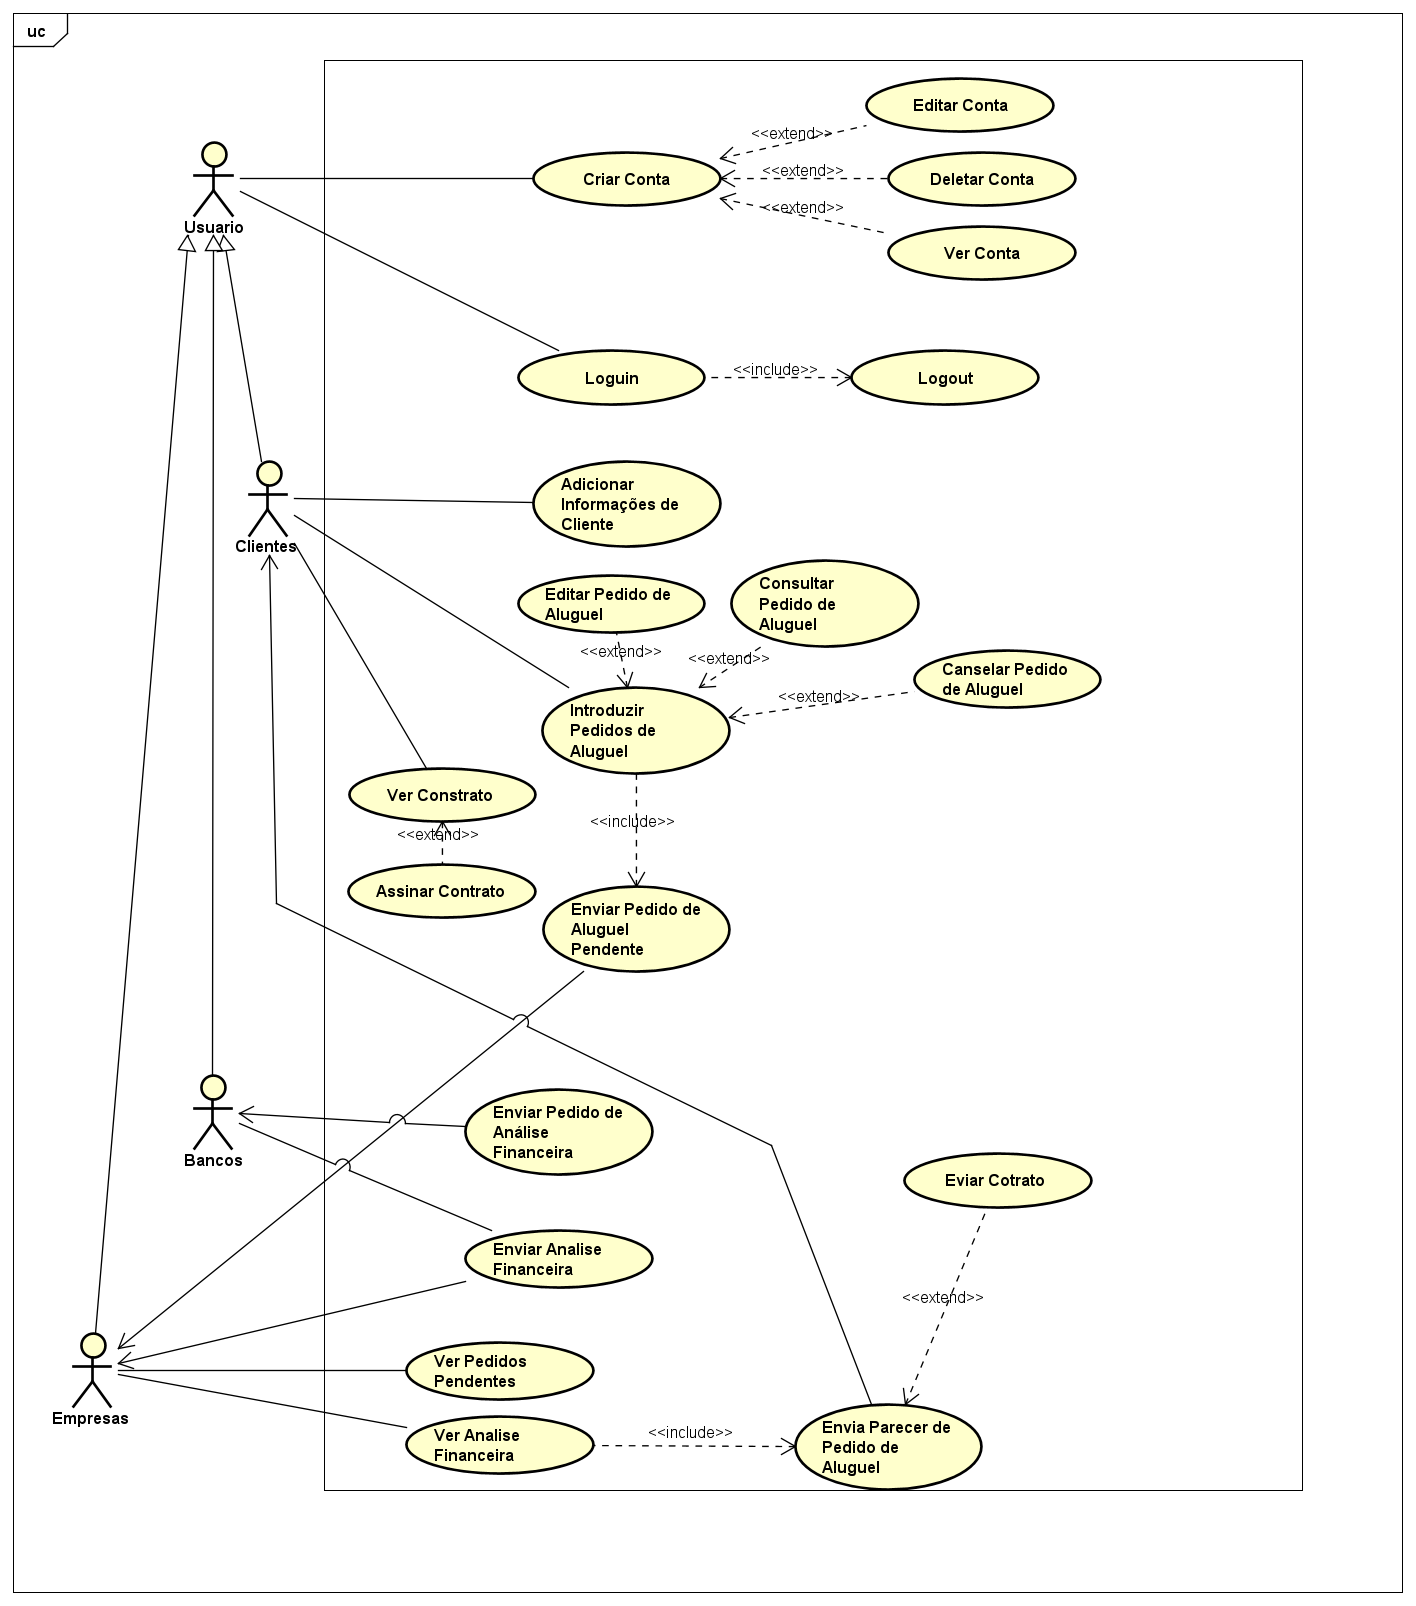 uc
Editar Conta
<<extend>>
Criar Conta
<<extend>>
Deletar Conta
<<extend>>
Ver Conta
Usuario
Loguin
<<include>>
Logout
Adicionar
Informações de
Cliente
Clientes
Editar Pedido de
Aluguel
Consultar
Pedido de
Aluguel
<<extend>>
<<extend>>
Canselar Pedido
de Aluguel
<<extend>>
Introduzir
Pedidos de
Aluguel
Ver Constrato
<<extend>>
<<include>>
Assinar Contrato
Enviar Pedido de
Aluguel
Pendente
Enviar Pedido de
Análise
Financeira
Bancos
Eviar Cotrato
Enviar Analise
Financeira
<<extend>>
Ver Pedidos
Pendentes
Empresas
Ver Analise
Financeira
<<include>>
Envia Parecer de
Pedido de
Aluguel